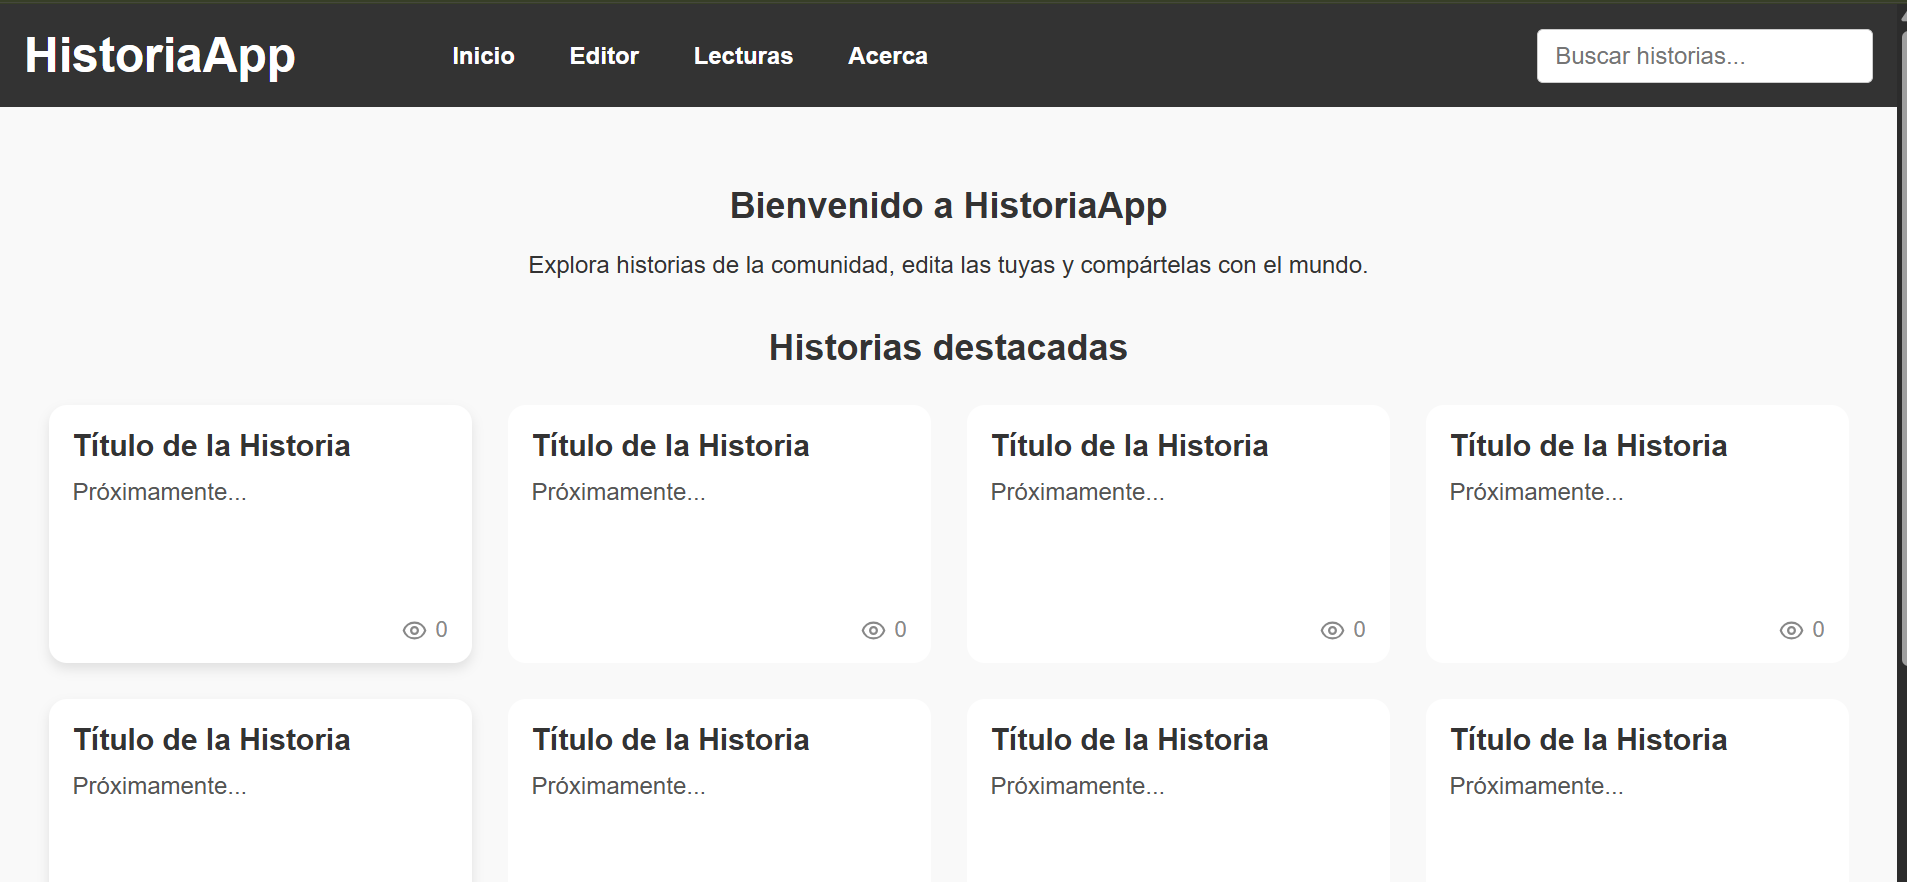 HistoriaApp
Inicio Editor Lecturas Acerca
Buscar historias...
Bienvenido a HistoriaApp
Explora historias de la comunidad, edita las tuyas y compártelas con el mundo.
Historias destacadas
Título de la Historia
Próximamente...
0
Título de la Historia
Próximamente...
0
Título de la Historia
Próximamente...
0
Título de la Historia
Próximamente...
0
Título de la Historia
Próximamente...
Título de la Historia
Próximamente...
Título de la Historia
Próximamente...
Título de la Historia
Próximamente...